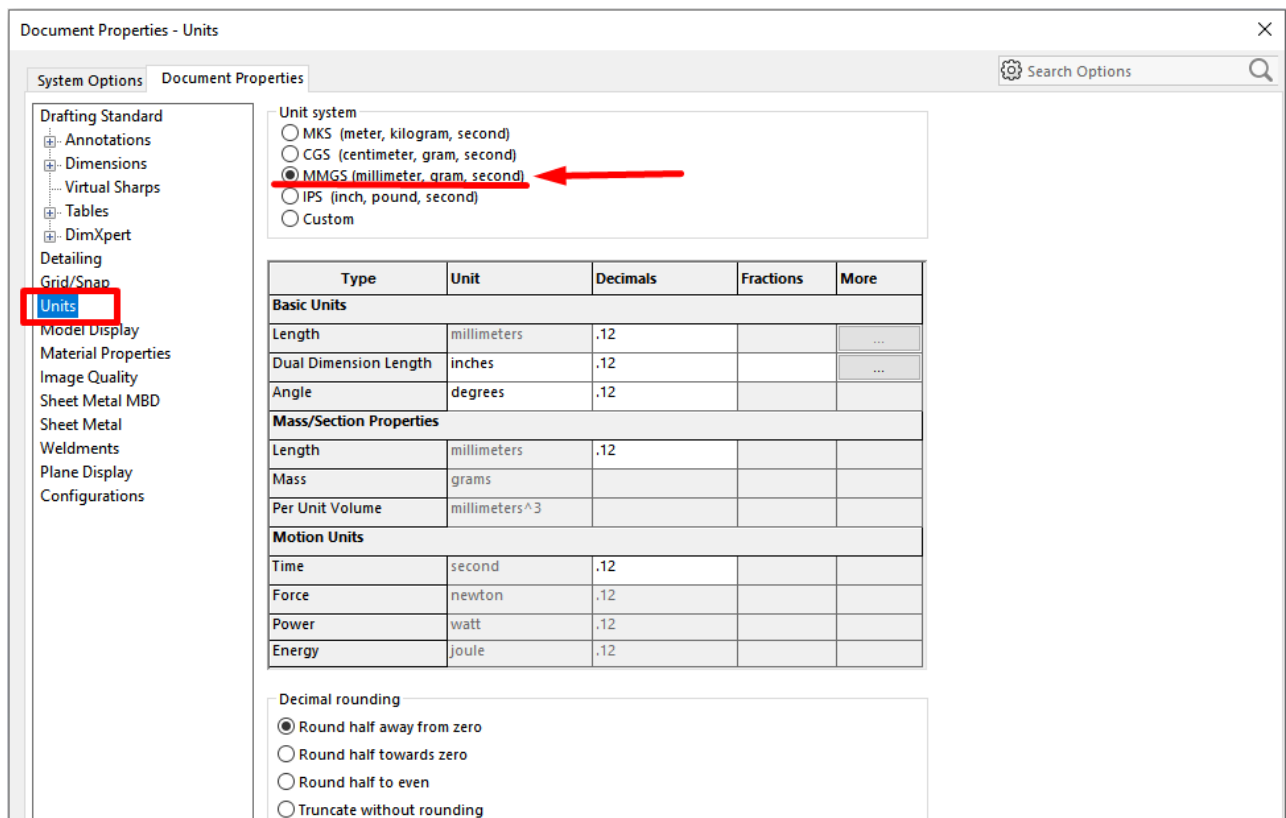 Document Properties - Units
System Options Document Properties
Search Options
Drafting Standard
Annotations
Dimensions
Virtual Sharps
Tables
DimXpert
Detailing
Grid/Snap
Units
Model Display
Material Properties
Image Quality
Sheet Metal MBD
Sheet Metal
Weldments
Plane Display
Configurations
Unit system
MKS (meter, kilogram, second)
CGS (centimeter, gram, second)
MMGS (millimeter, gram, second)
IPS (inch, pound, second)
Custom
Type Unit Decimals Fractions More
Basic Units
Length millimeters .12 ...
Dual Dimension Length inches .12 ...
Angle degrees .12
Mass/Section Properties
Length millimeters .12
Mass grams
Per Unit Volume millimeters^3
Motion Units
Time second .12
Force newton .12
Power watt .12
Energy joule .12
Decimal rounding
Round half away from zero
Round half towards zero
Round half to even
Truncate without rounding